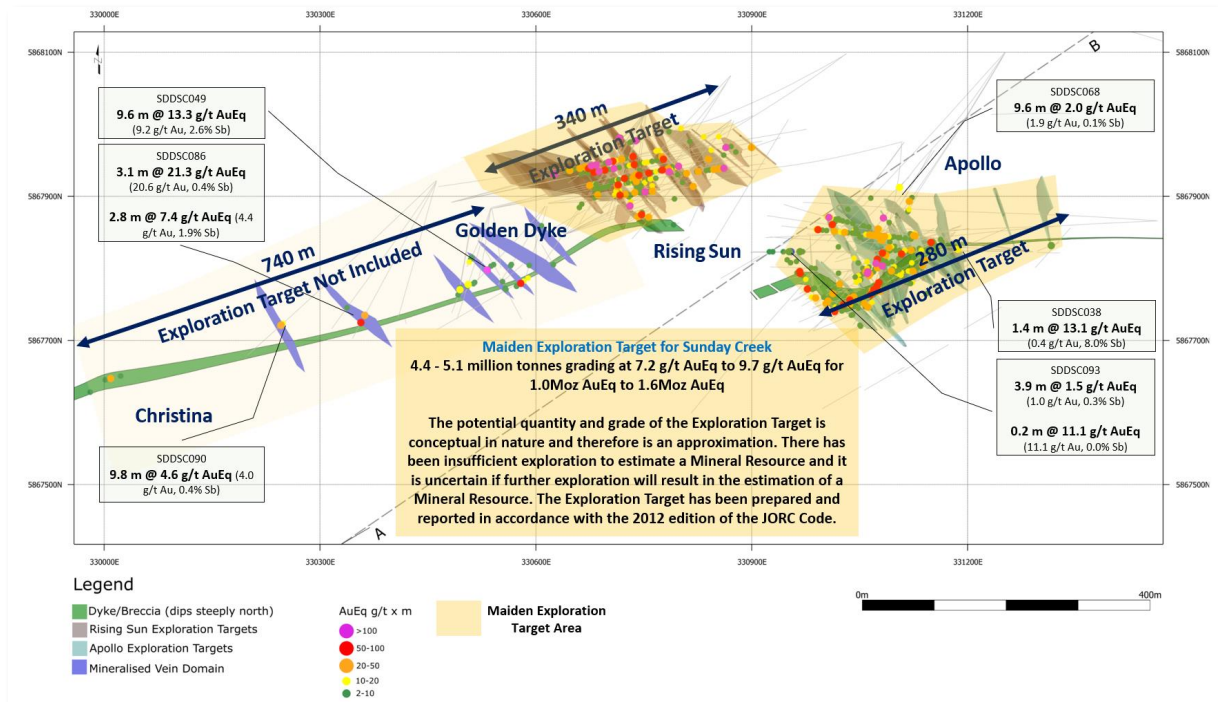 330000E
330300E
330600E
330900E
331200E
5868100N
5868100N
B
SDDSC049
9.6 m @ 13.3 g/t AuEq
(9.2 g/t Au, 2.6% Sb)
SDDSC068
9.6 m @ 2.0 g/t AuEq
(1.9 g/t Au, 0.1% Sb)
340 m
Exploration Target
SDDSC086
3.1 m @ 21.3 g/t AuEq
(20.6 g/t Au, 0.4% Sb)
2.8 m @ 7.4 g/t AuEq (4.4
g/t Au, 1.9% Sb)
Apollo
5867900N
5867900N
Golden Dyke
Rising Sun
740 m
Exploration Target Not Included
280 m
Exploration Target
SDDSC038
1.4 m @ 13.1 g/t AuEq
(0.4 g/t Au, 8.0% Sb)
5867700N
5867700N
SDDSC093
3.9 m @ 1.5 g/t AuEq
(1.0 g/t Au, 0.3% Sb)
0.2 m @ 11.1 g/t AuEq
(11.1 g/t Au, 0.0% Sb)
Maiden Exploration Target for Sunday Creek
4.4 - 5.1 million tonnes grading at 7.2 g/t AuEq to 9.7 g/t AuEq for
1.0Moz AuEq to 1.6Moz AuEq
The potential quantity and grade of the Exploration Target is
conceptual in nature and therefore is an approximation. There has
been insufficient exploration to estimate a Mineral Resource and it
is uncertain if further exploration will result in the estimation of a
Mineral Resource. The Exploration Target has been prepared and
reported in accordance with the 2012 edition of the JORC Code.
Christina
SDDSC090
9.8 m @ 4.6 g/t AuEq (4.0
g/t Au, 0.4% Sb)
5867500N
5867500N
A
330000E
330300E
330600E
330900E
331200E
Legend
Dyke/Breccia (dips steeply north)
Rising Sun Exploration Targets
Apollo Exploration Targets
Mineralised Vein Domain
AuEq g/t x m
>100
50-100
20-50
10-20
2-10
Maiden Exploration
Target Area
0m
400m